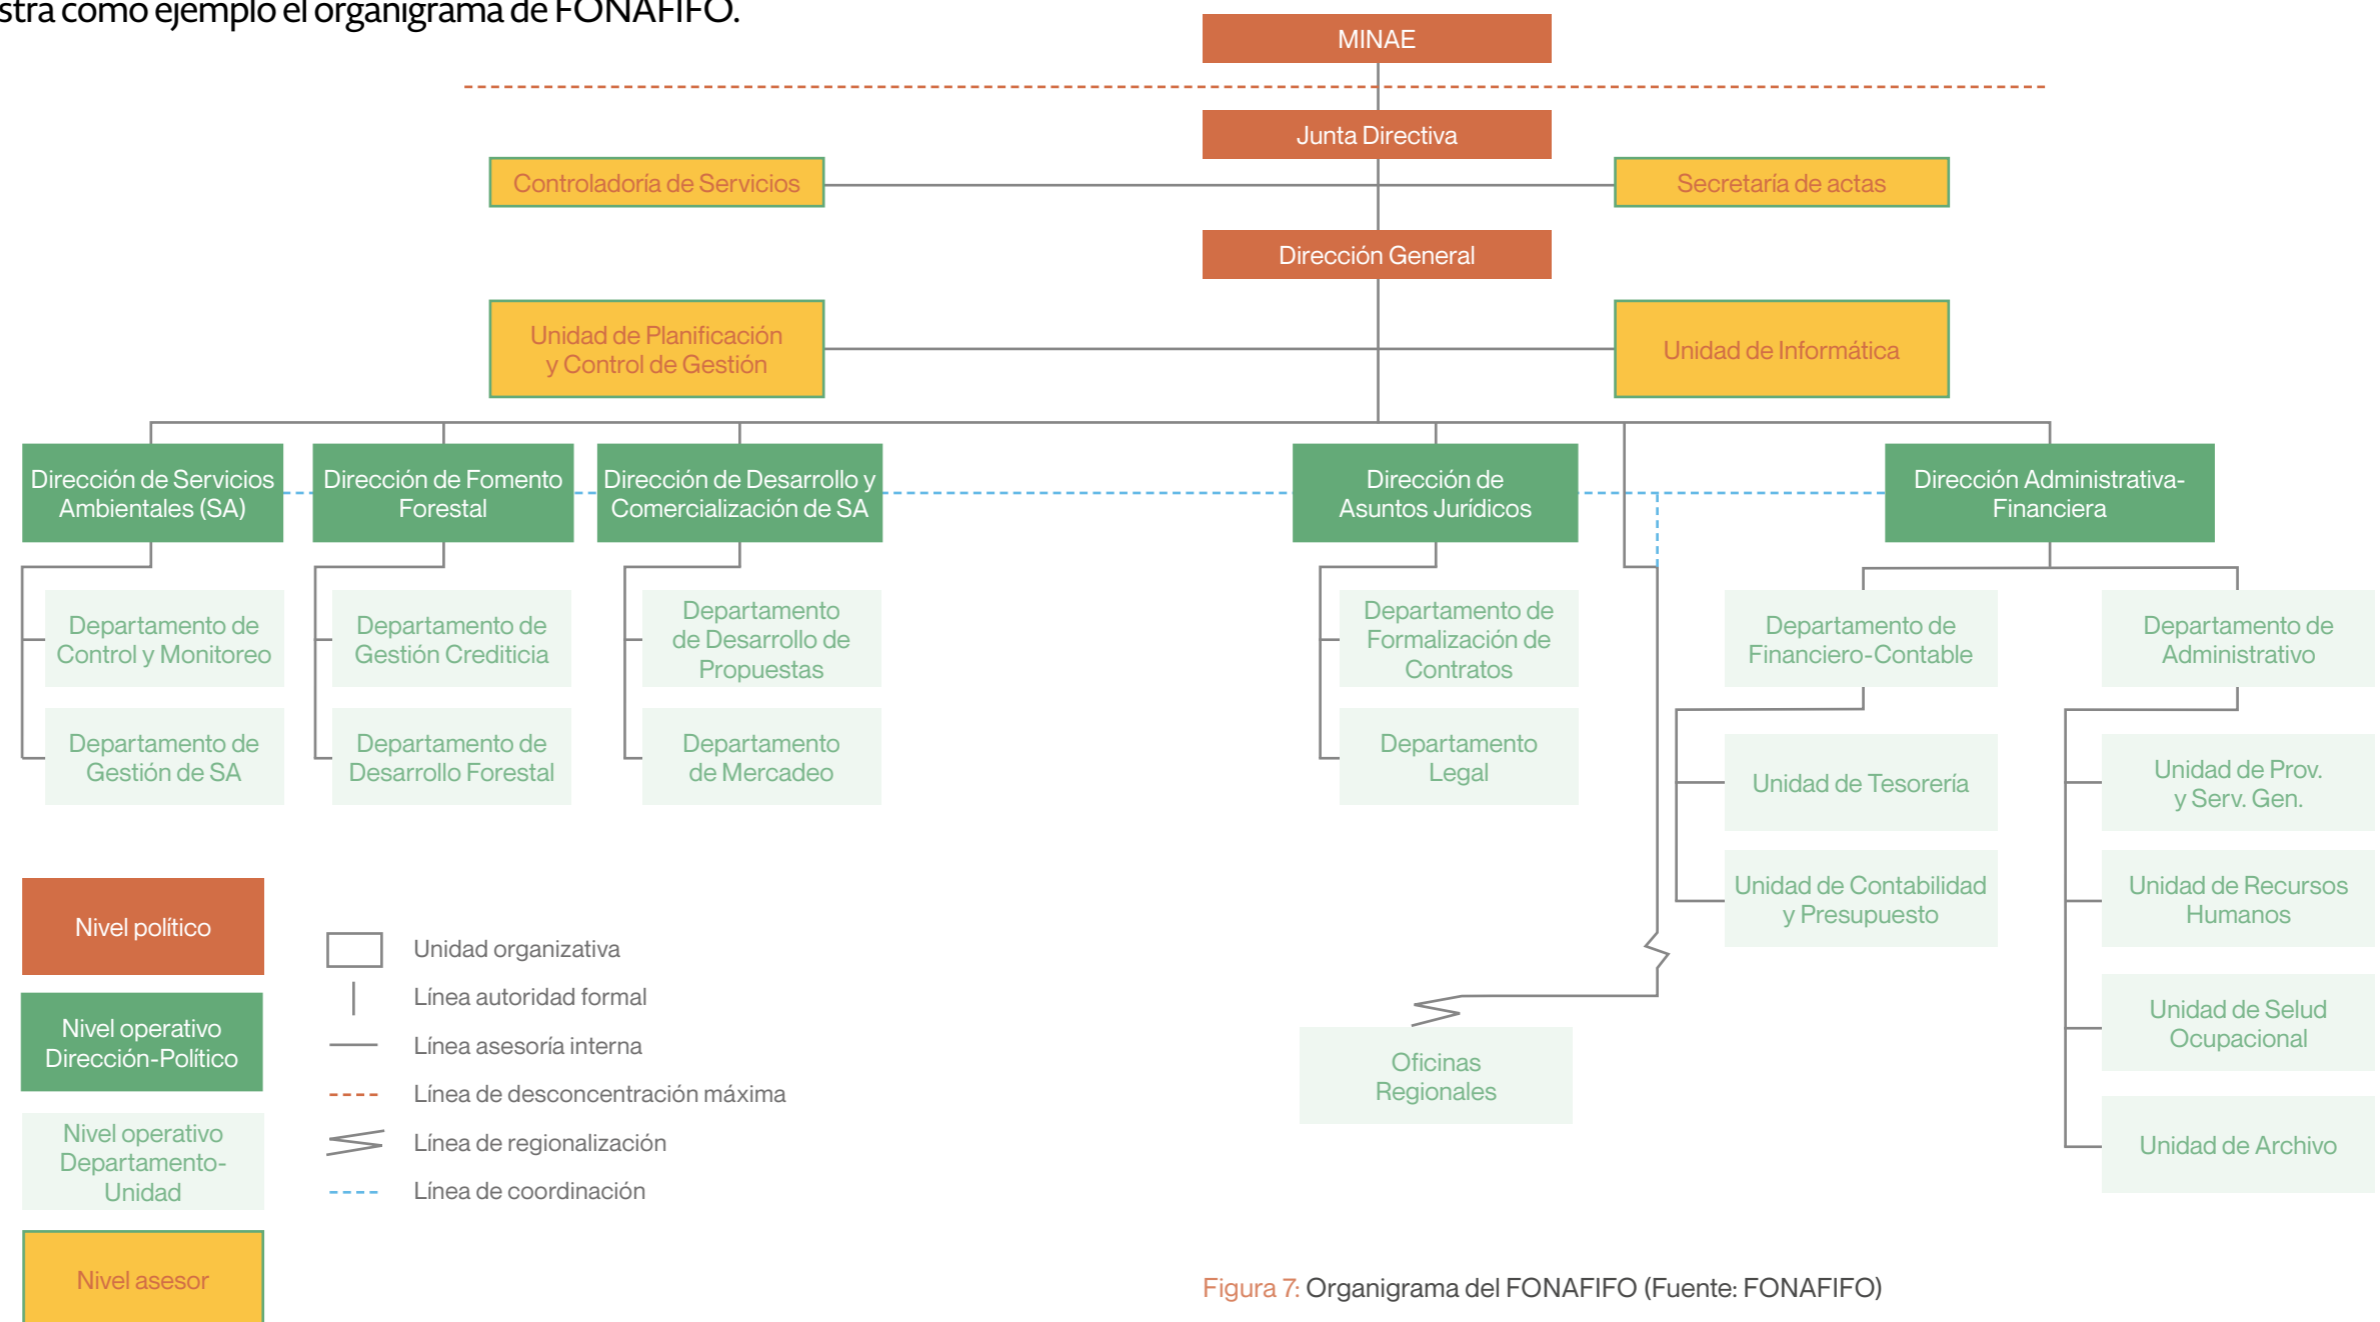 stra como ejemplo el organigrama de FONAFIFO.
MINAE
Junta Directiva
Controladoría de Servicios
Secretaría de actas
Dirección General
Unidad de Planificación
y Control de Gestión
Unidad de Informática
Dirección de Servicios
Ambientales (SA)
Dirección de Fomento
Forestal
Dirección de Desarrollo y
Comercialización de SA
Dirección de
Asuntos Jurídicos
Dirección Administrativa-
Financiera
Departamento de
Control y Monitoreo
Departamento de
Gestión Crediticia
Departamento
de Desarrollo de
Propuestas
Departamento de
Formalización de
Contratos
Departamento de
Financiero-Contable
Departamento de
Administrativo
Departamento de
Gestión de SA
Departamento de
Desarrollo Forestal
Departamento
de Mercadeo
Departamento
Legal
Unidad de Tesorería
Unidad de Prov.
y Serv. Gen.
Unidad de Contabilidad
y Presupuesto
Unidad de Recursos
Humanos
Unidad de Selud
Ocupacional
Unidad de Archivo
Oficinas
Regionales
Nivel político
Nivel operativo
Dirección-Político
Nivel operativo
Departamento-
Unidad
Nivel asesor
Unidad organizativa
Línea autoridad formal
Línea asesoría interna
Línea de desconcentración máxima
Línea de regionalización
Línea de coordinación
Figura 7: Organigrama del FONAFIFO (Fuente: FONAFIFO)